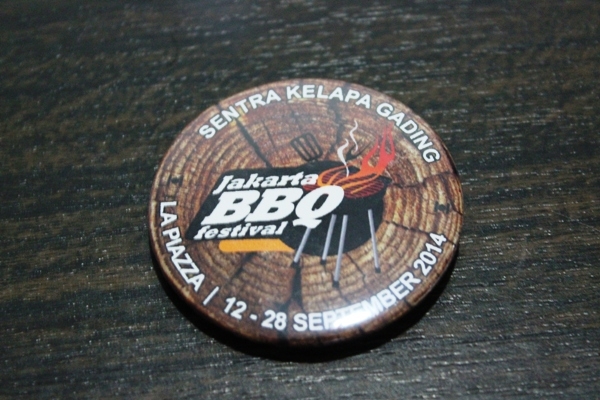 SENTRA KELAPA GADING
Jakarta
BBQ
festival
LA PIAZZA | 12 - 28 SEPTEMBER 2014